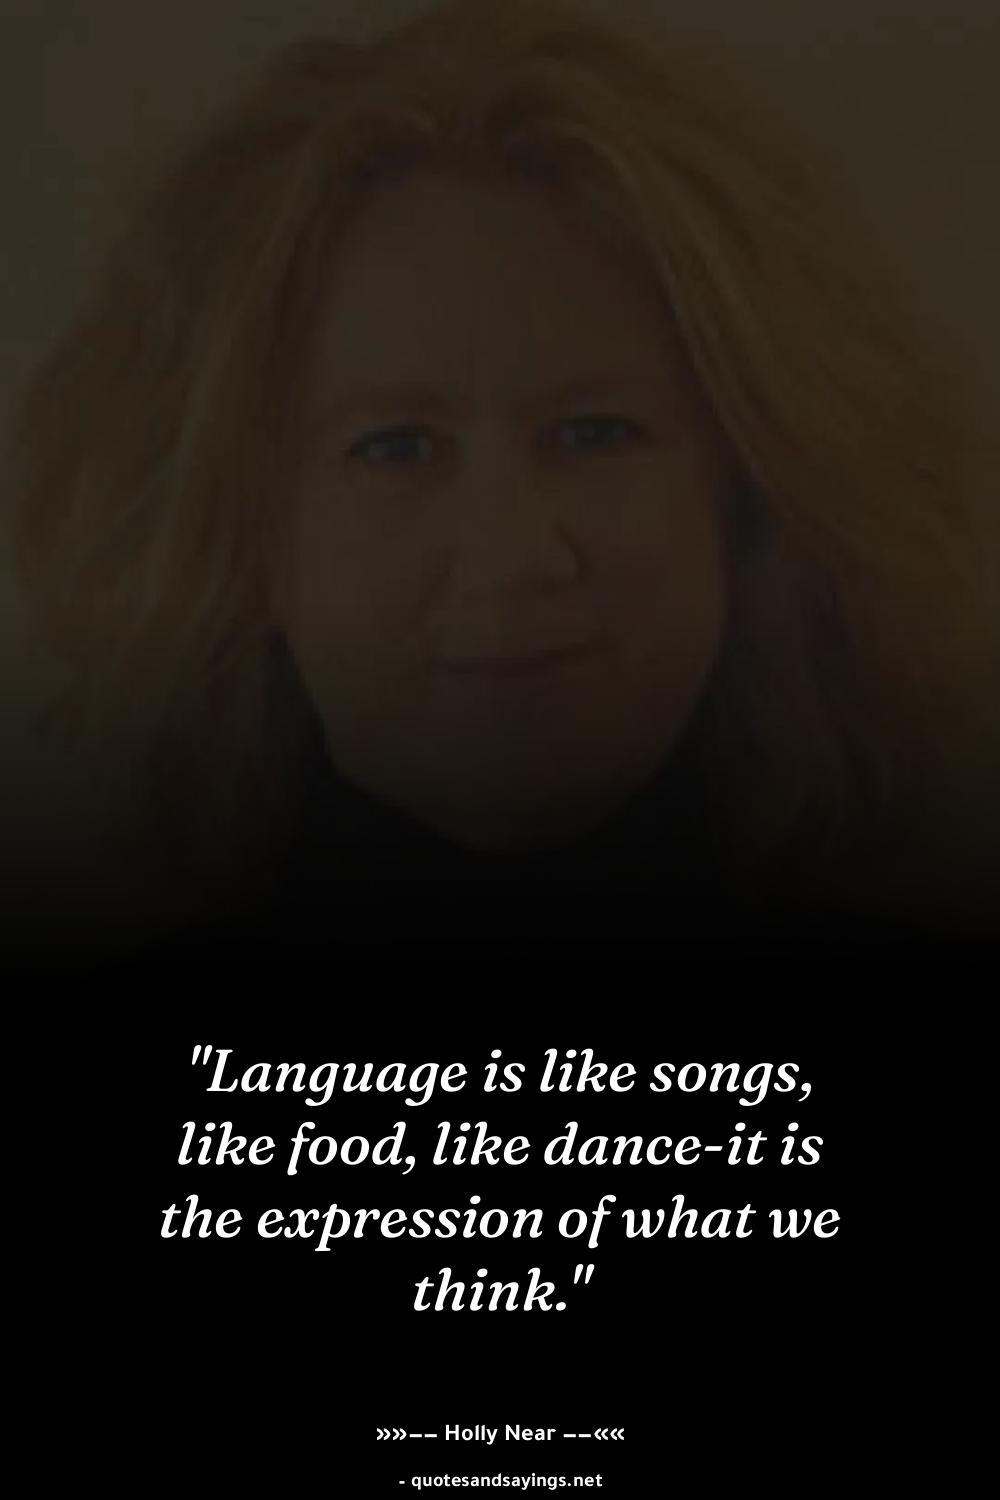 "Language is like songs,
like food, like dance-it is
the expression of what we
think."
»»–– Holly Near ––««
- quotesandsayings.net